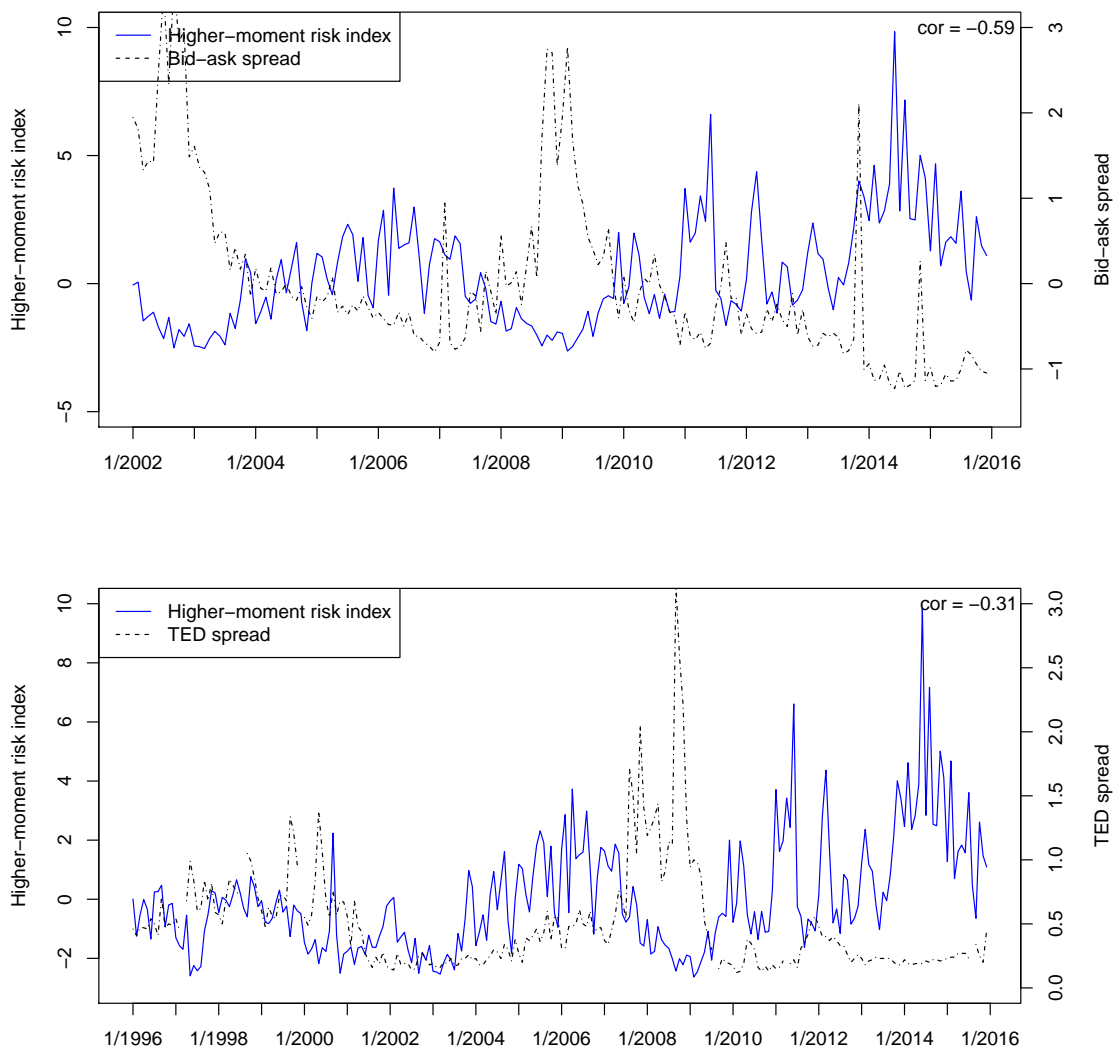 Higher−moment risk index
Bid−ask spread
cor = −0.59
Higher−moment risk index
10
5
0
−5
3
2
1
0
−1
Bid−ask spread
1/2002 1/2004 1/2006 1/2008 1/2010 1/2012 1/2014 1/2016
Higher−moment risk index
TED spread
cor = −0.31
Higher−moment risk index
10
8
6
4
2
0
−2
3.0
2.5
2.0
1.5
1.0
0.5
0.0
TED spread
1/1996 1/1998 1/2000 1/2002 1/2004 1/2006 1/2008 1/2010 1/2012 1/2014 1/2016